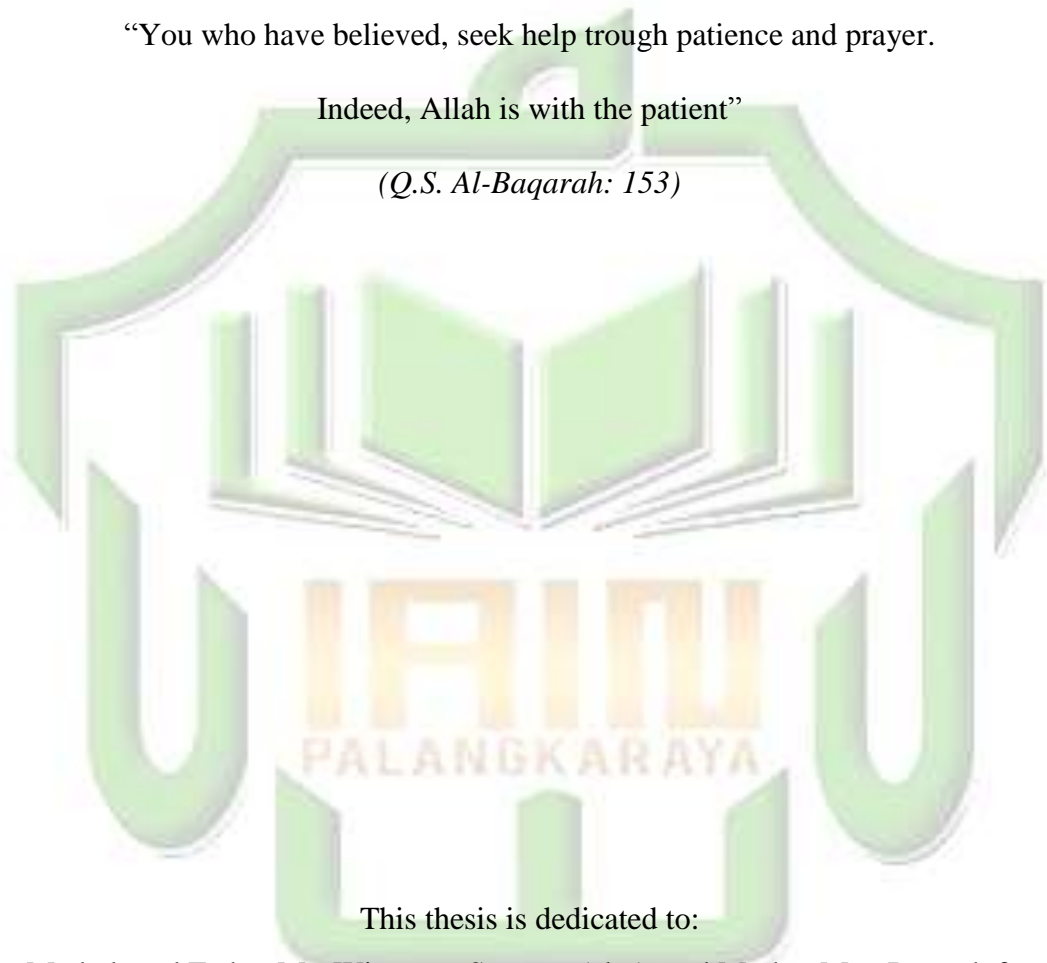 “You who have believed, seek help trough patience and prayer.
Indeed, Allah is with the patient”
(Q.S. Al-Baqarah: 153)
IAIN
PALANGKARAYA
This thesis is dedicated to: